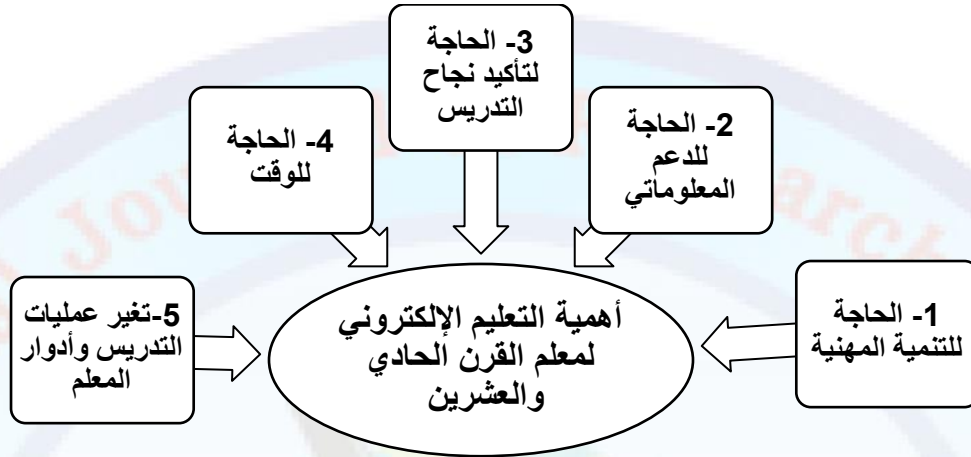 1- الحاجة
للتنمية المهنية
2- الحاجة
للدعم
المعلوماتي
3- الحاجة
لتأكيد نجاح
التدريس
4- الحاجة
للوقت
5-تغير عمليات
التدريس وأدوار
المعلم
أهمية التعليم الإلكتروني
لمعلم القرن الحادي
والعشرين